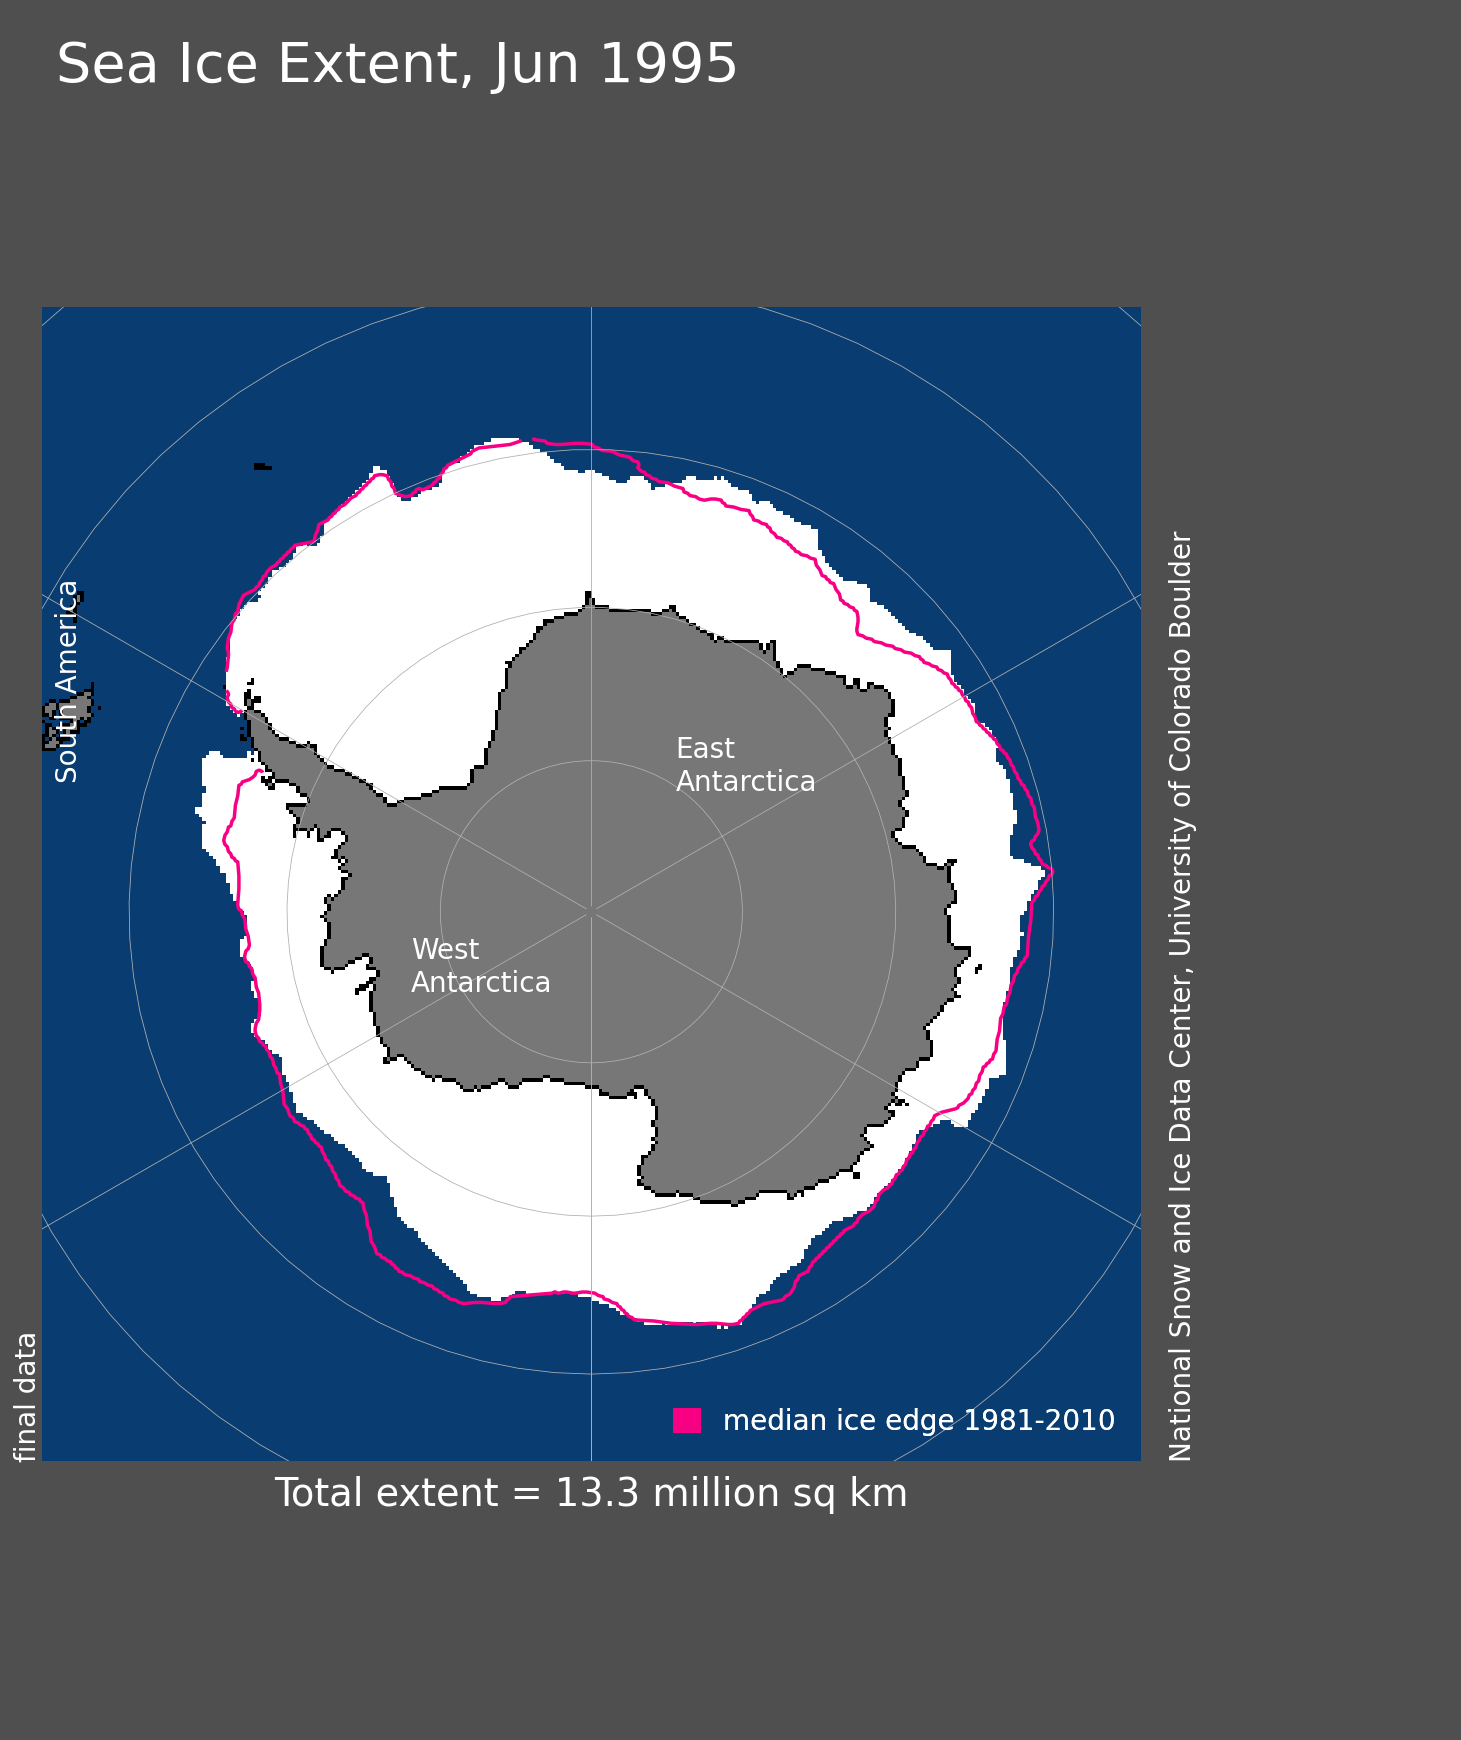 Sea Ice Extent, Jun 1995
South America
East
Antarctica
West
Antarctica
median ice edge 1981-2010
final data
National Snow and Ice Data Center, University of Colorado Boulder
Total extent = 13.3 million sq km